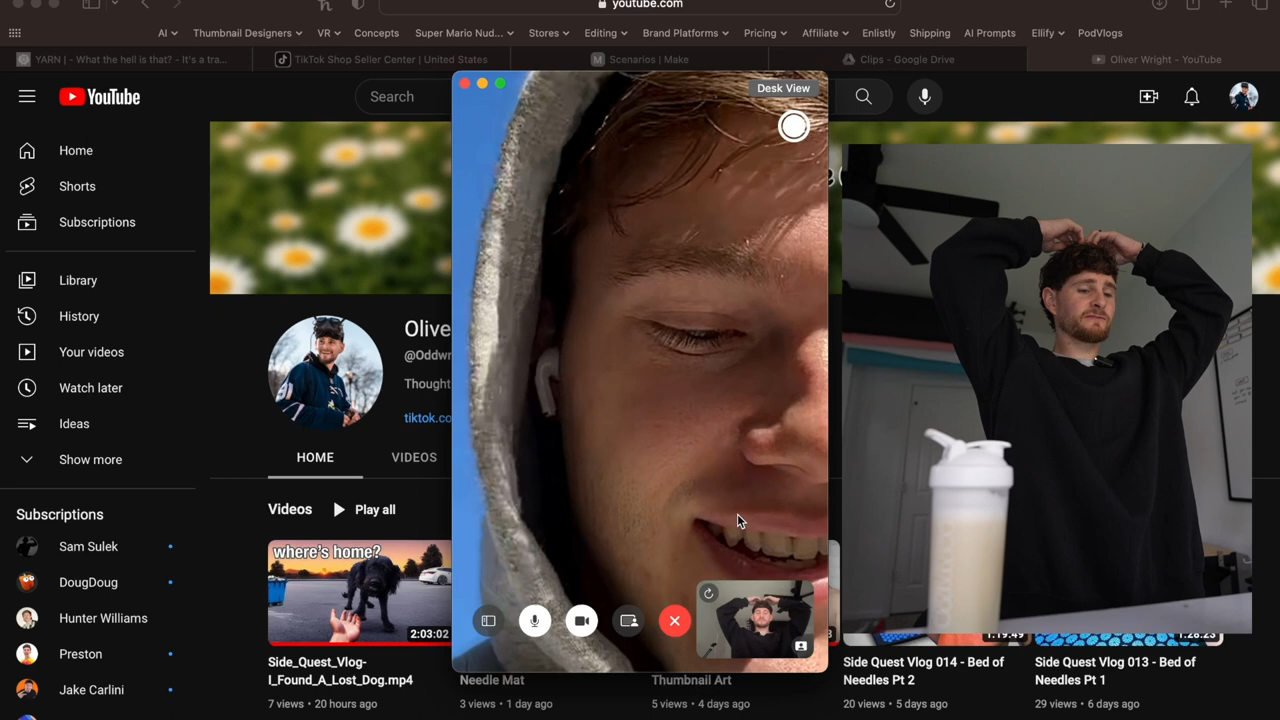 youtube.com
AI
Thumbnail Designers
VR
Concepts
Super Mario Nud...
Stores
Editing
Brand Platforms
Pricing
Affiliate
Enlistly
Shipping
AI Prompts
Ellify
PodVlogs
YARN | - What the hell is that? - It's a tra...
TikTok Shop Seller Center | United States
Scenarios | Make
Clips - Google Drive
Oliver Wright - YouTube
Desk View
YouTube
Search
Home
Shorts
Subscriptions
Library
History
Your videos
Watch later
Ideas
Show more
Subscriptions
Sam Sulek
DougDoug
Hunter Williams
Preston
Jake Carlini
Olive
@Oddwr
Thought
tiktok.co
HOME
VIDEOS
Videos
Play all
where's home?
2:03:02
1:19:49
1:28:23
Side_Quest_Vlog-
I_Found_A_Lost_Dog.mp4
7 views • 20 hours ago
Needle Mat
3 views • 1 day ago
Thumbnail Art
5 views • 4 days ago
Side Quest Vlog 014 - Bed of
Needles Pt 2
20 views • 5 days ago
Side Quest Vlog 013 - Bed of
Needles Pt 1
29 views • 6 days ago